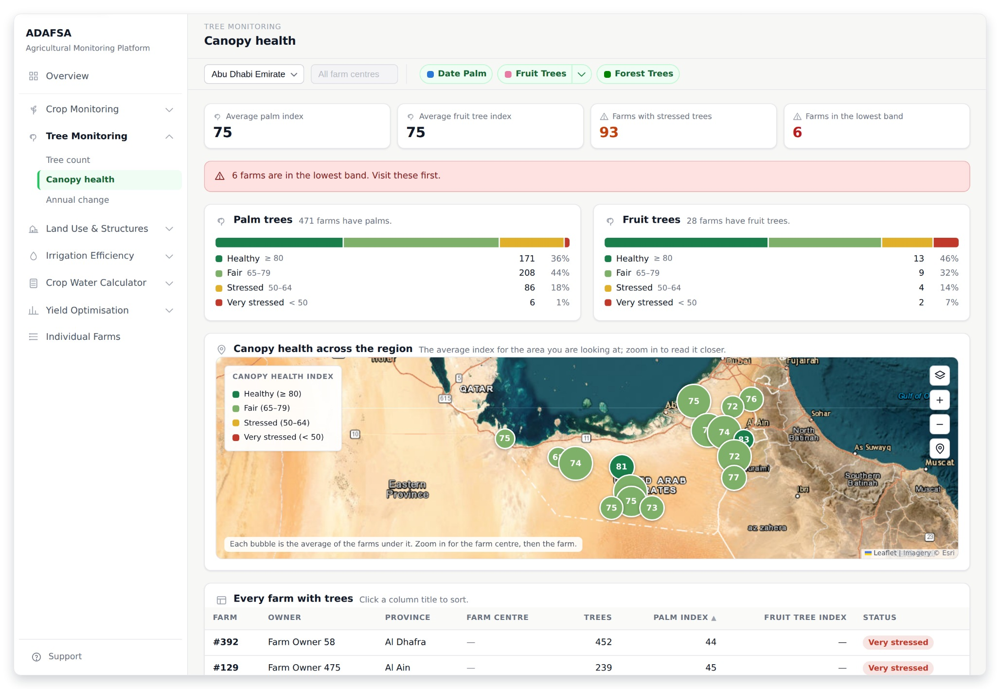 ADAFSA
Agricultural Monitoring Platform
Overview
Crop Monitoring
Tree Monitoring
Tree count
Canopy health
Annual change
Land Use & Structures
Irrigation Efficiency
Crop Water Calculator
Yield Optimisation
Individual Farms
Support
TREE MONITORING
Canopy health
Abu Dhabi Emirate
All farm centres
Date Palm
Fruit Trees
Forest Trees
Average palm index
75
Average fruit tree index
75
Farms with stressed trees
93
Farms in the lowest band
6
6 farms are in the lowest band. Visit these first.
Palm trees 471 farms have palms.
Healthy ≥ 80 171 36%
Fair 65–79 208 44%
Stressed 50–64 86 18%
Very stressed < 50 6 1%
Fruit trees 28 farms have fruit trees.
Healthy ≥ 80 13 46%
Fair 65–79 9 32%
Stressed 50–64 4 14%
Very stressed < 50 2 7%
Canopy health across the region The average index for the area you are looking at; zoom in to read it closer.
CANOPY HEALTH INDEX
Healthy (≥ 80)
Fair (65–79)
Stressed (50–64)
Very stressed (< 50)
Dubai
Fujairah
5
QATAR
615
Gulf of O
75
72
76
Ab
Sohar
Al Ain
10
75
11
74
83
North
Batinah
As Suwayq
72
Muscat
74
81
uraimi
77
Southern
Batinah
Eastern
Province
ED ARAB
RATES
Ibri
Muscat
75
75
73
az zahera
23
Each bubble is the average of the farms under it. Zoom in for the farm centre, then the farm.
Leaflet | Imagery © Esri
Every farm with trees Click a column title to sort.
FARM OWNER PROVINCE FARM CENTRE TREES PALM INDEX ▲ FRUIT TREE INDEX STATUS
#392 Farm Owner 58 Al Dhafra — 452 44 — Very stressed
#129 Farm Owner 475 Al Ain — 239 45 — Very stressed